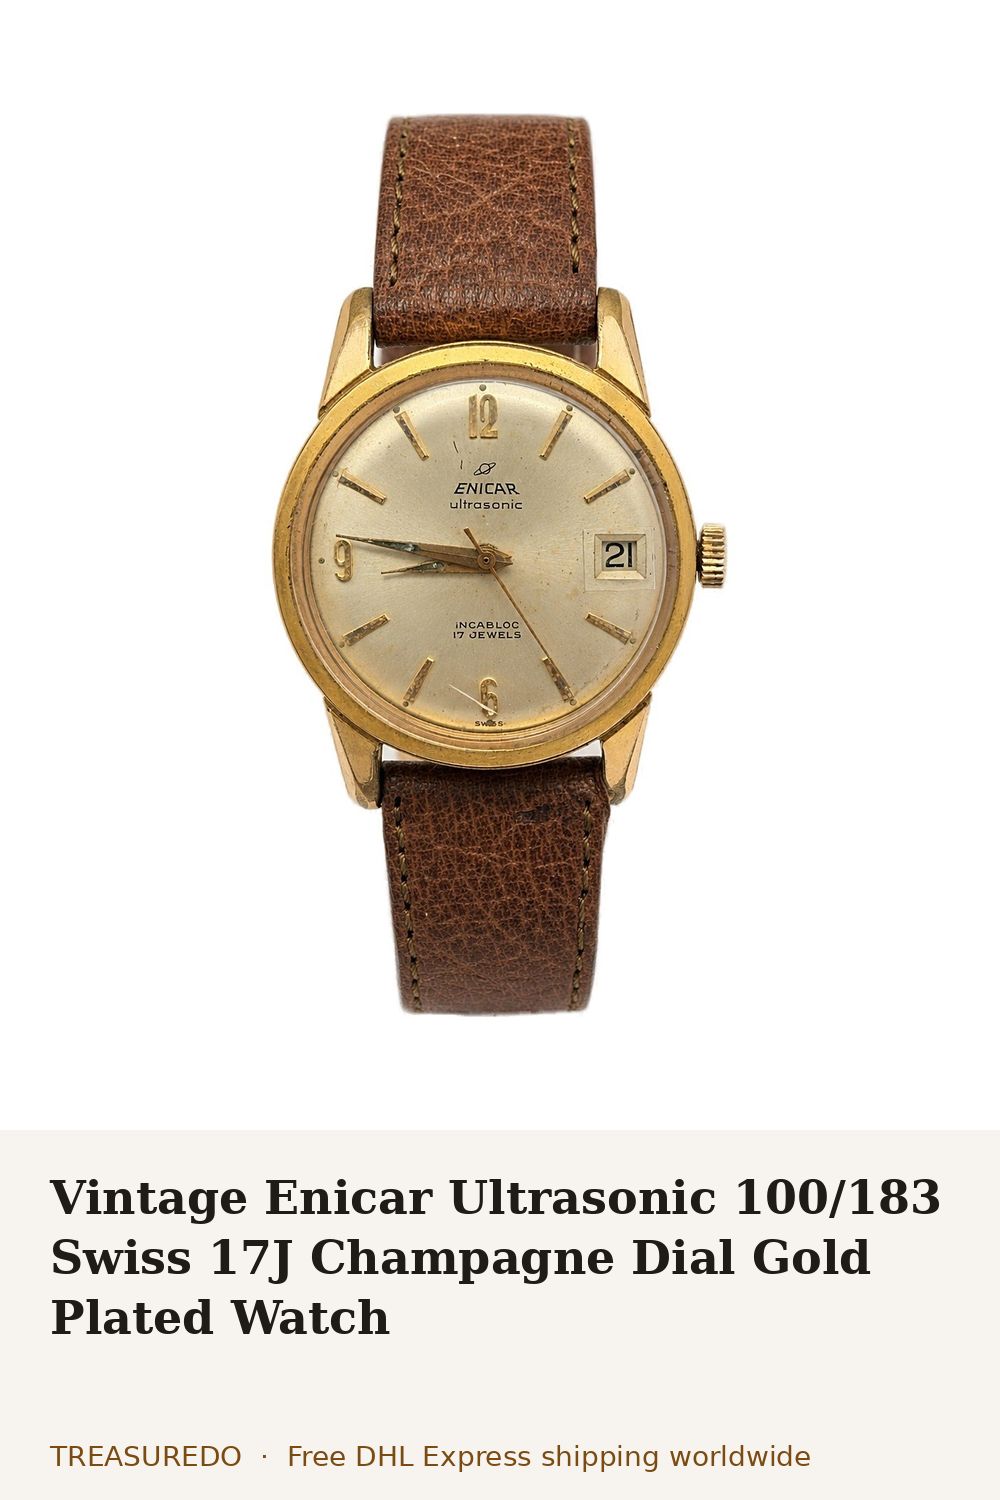 12
ENICAR
ultrasonic
9
21
INCABLOC
17 JEWELS
6
SWISS
Vintage Enicar Ultrasonic 100/183
Swiss 17J Champagne Dial Gold
Plated Watch
TREASUREDO · Free DHL Express shipping worldwide